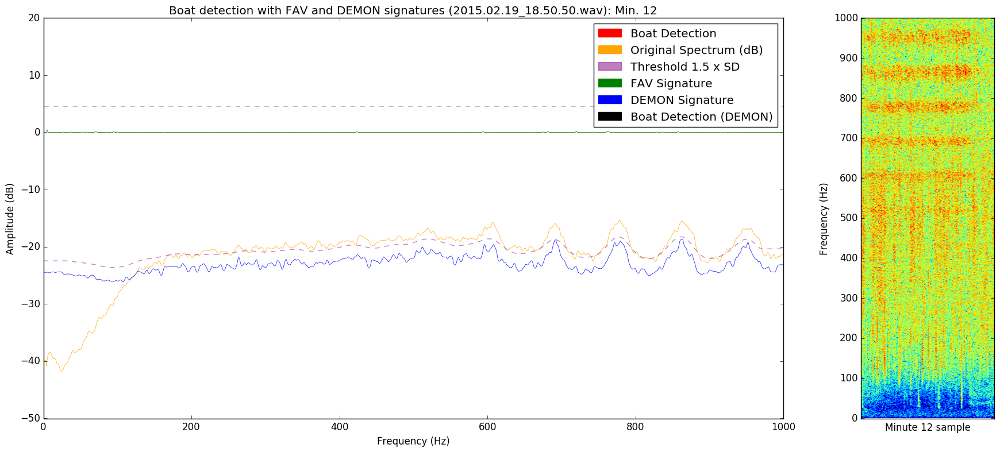 Boat detection with FAV and DEMON signatures (2015.02.19_18.50.50.wav): Min. 12
Boat Detection
Original Spectrum (dB)
Threshold 1.5 x SD
FAV Signature
DEMON Signature
Boat Detection (DEMON)
Amplitude (dB)
20
10
0
−10
−20
−30
−40
−50
0
200
400
600
800
1000
Frequency (Hz)
Frequency (Hz)
1000
900
800
700
600
500
400
300
200
100
0
Minute 12 sample